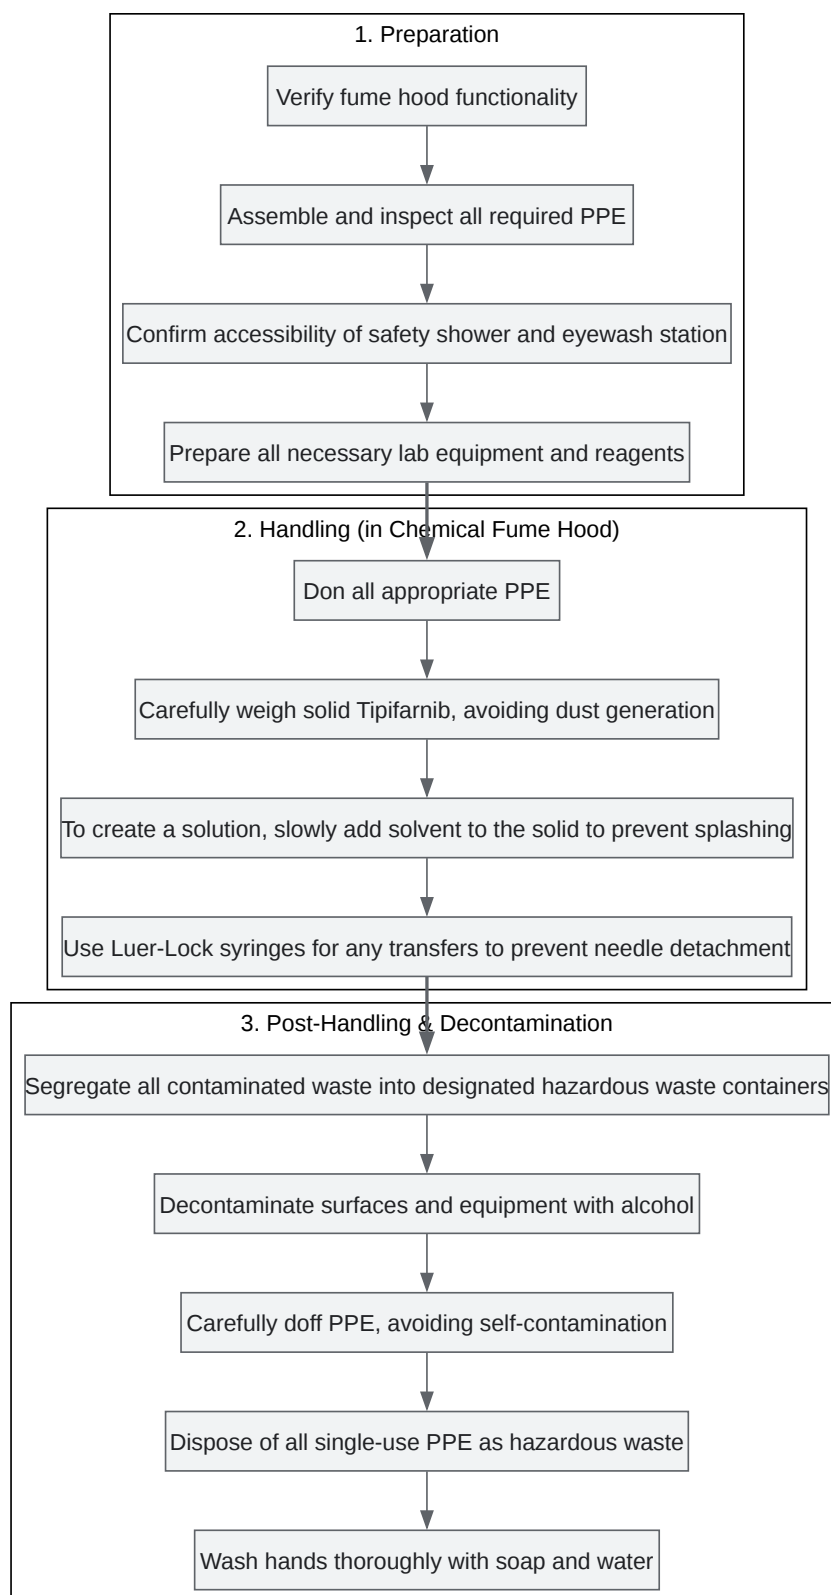 1. Preparation
Verify fume hood functionality
Assemble and inspect all required PPE
Confirm accessibility of safety shower and eyewash station
Prepare all necessary lab equipment and reagents
2. Handling (in Chemical Fume Hood)
Don all appropriate PPE
Carefully weigh solid Tipifarnib, avoiding dust generation
To create a solution, slowly add solvent to the solid to prevent splashing
Use Luer-Lock syringes for any transfers to prevent needle detachment
3. Post-Handling & Decontamination
Segregate all contaminated waste into designated hazardous waste containers
Decontaminate surfaces and equipment with alcohol
Carefully doff PPE, avoiding self-contamination
Dispose of all single-use PPE as hazardous waste
Wash hands thoroughly with soap and water